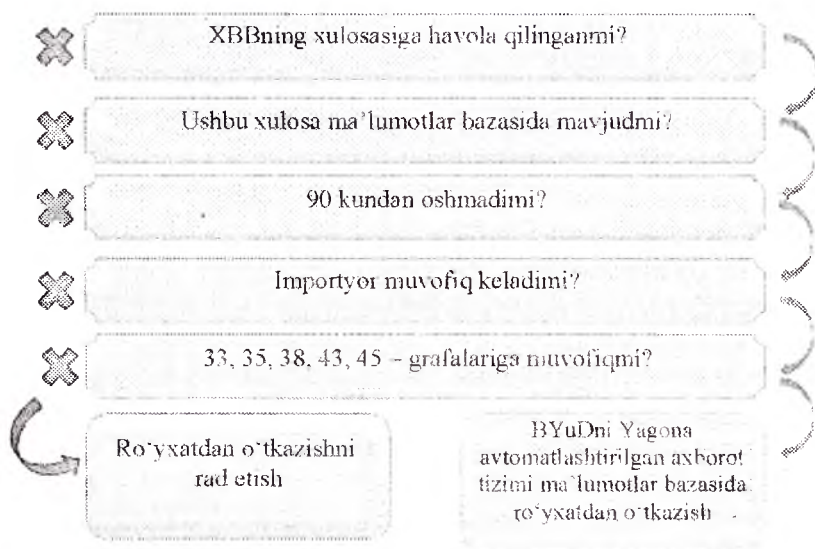 XBBning xulosasiga havola qilinganmi?
Ushbu xulosa ma'lumotlar bazasida mavjudmi?
90 kundan oshmadimi?
Importyor muvofiq keladimi?
33, 35, 38, 43, 45 – grafalariga muvofiqmi?
Ro'yxatdan o'tkazishni
rad etish
BYuDni Yagona
avtomatlashtirilgan axborot
tizimi ma'lumotlar bazasida
ro'yxatdan o'tkazish